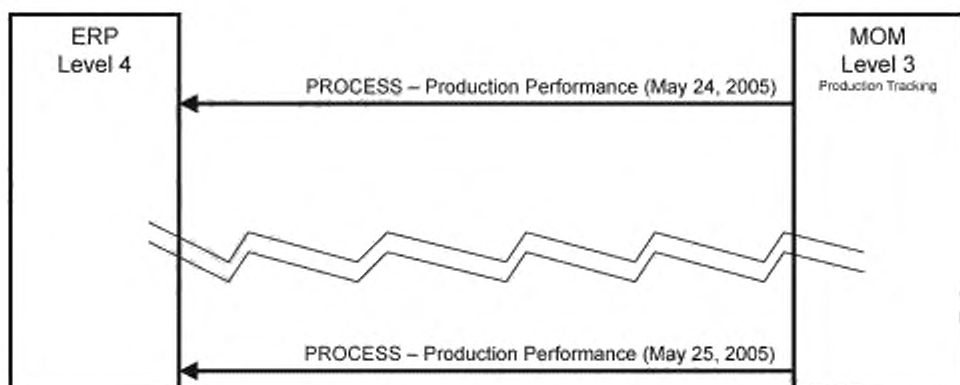 ERP
Level 4
MOM
Level 3
Production Tracking
PROCESS – Production Performance (May 24, 2005)
PROCESS – Production Performance (May 25, 2005)